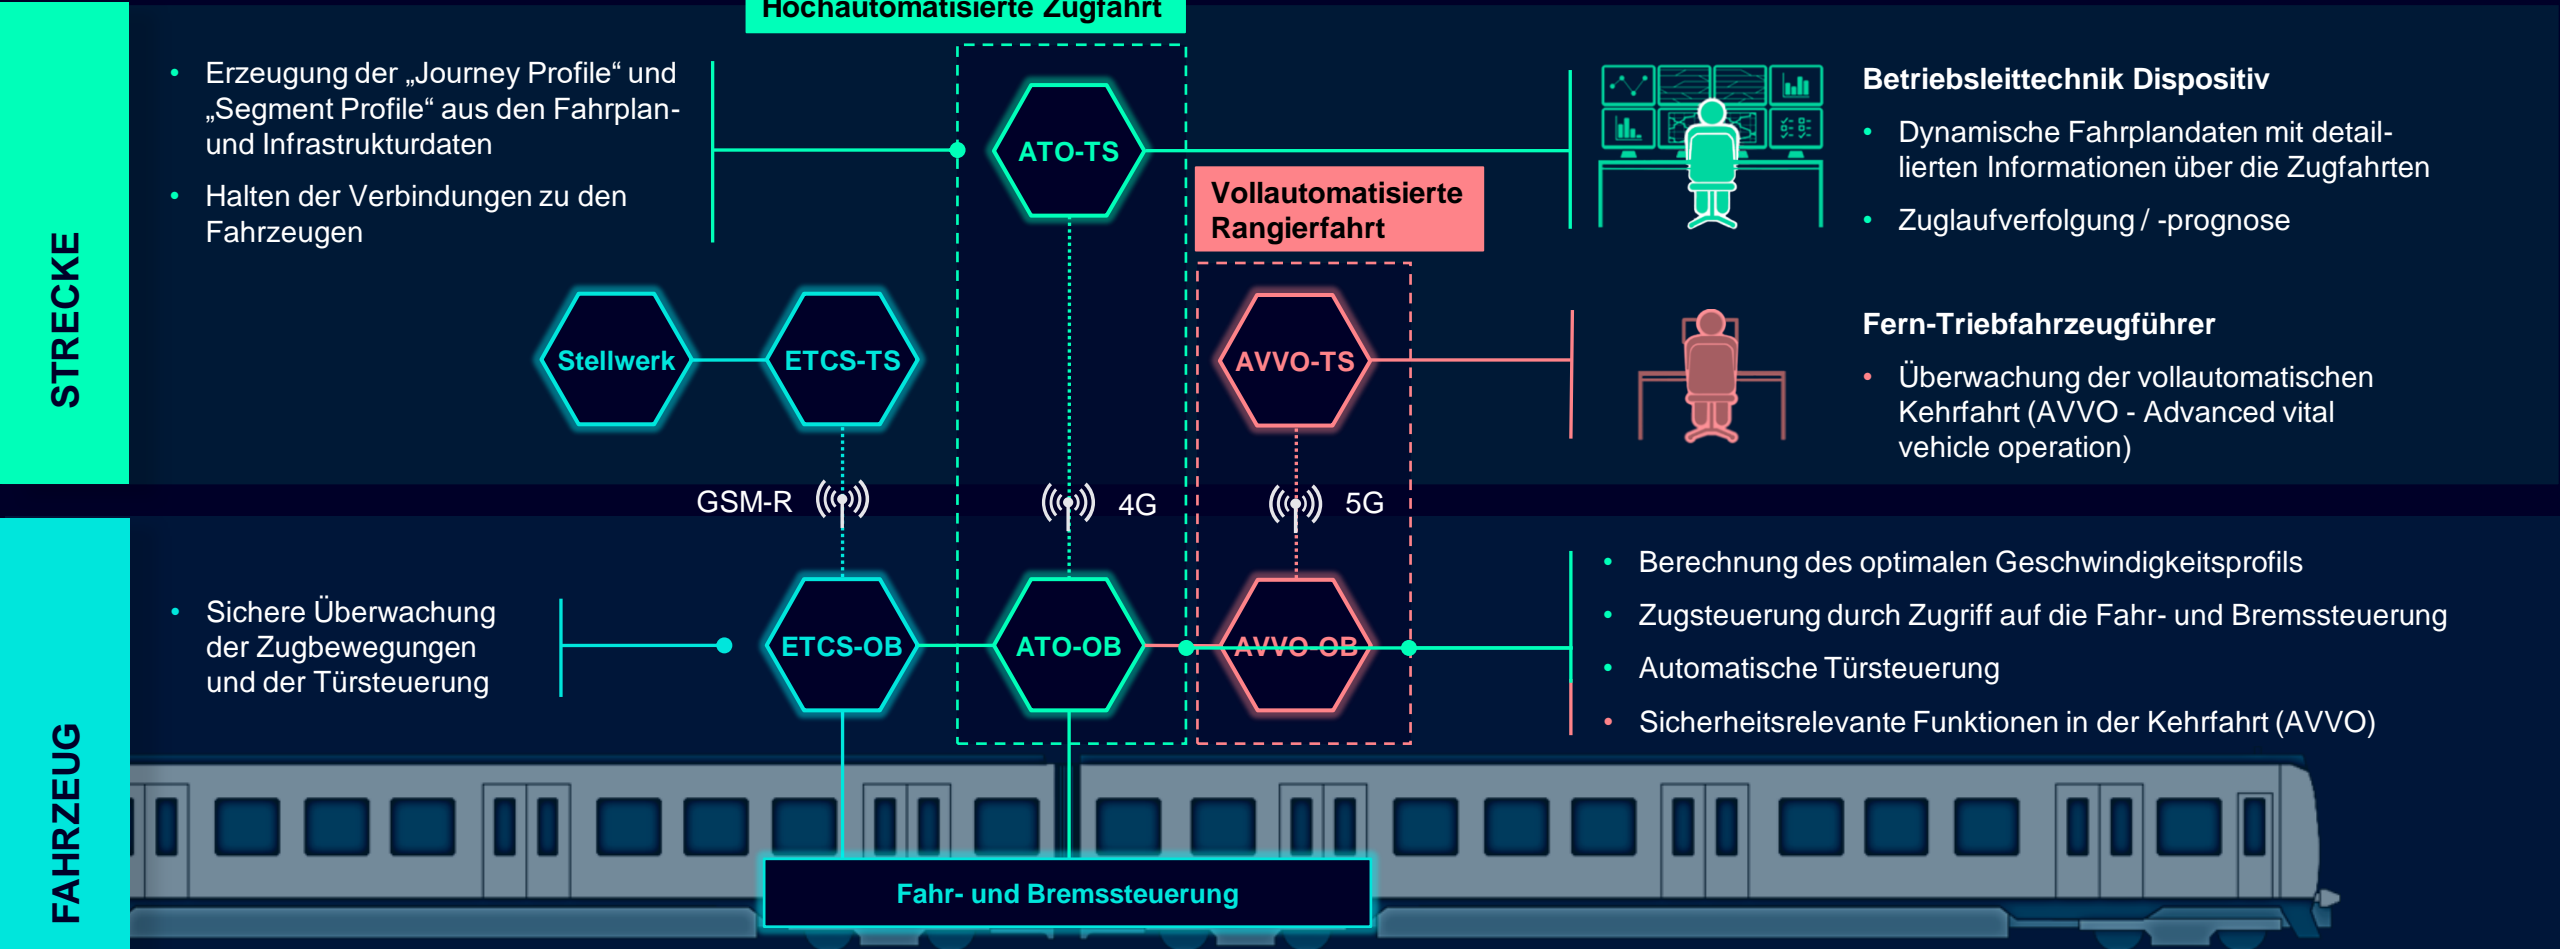 Hochautomatisierte Zugfahrt
STRECKE
• Erzeugung der „Journey Profile“ und
„Segment Profile“ aus den Fahrplan-
und Infrastrukturdaten
• Halten der Verbindungen zu den
Fahrzeugen
ATO-TS
Betriebsleittechnik Dispositiv
• Dynamische Fahrplandaten mit detail-
lierten Informationen über die Zugfahrten
• Zuglaufverfolgung / -prognose
Vollautomatisierte
Rangierfahrt
Stellwerk
ETCS-TS
AVVO-TS
Fern-Triebfahrzeugführer
• Überwachung der vollautomatischen
Kehrfahrt (AVVO - Advanced vital
vehicle operation)
GSM-R
4G
5G
FAHRZEUG
• Sichere Überwachung
der Zugbewegungen
und der Türsteuerung
ETCS-OB
ATO-OB
AVVO-OB
• Berechnung des optimalen Geschwindigkeitsprofils
• Zugsteuerung durch Zugriff auf die Fahr- und Bremssteuerung
• Automatische Türsteuerung
• Sicherheitsrelevante Funktionen in der Kehrfahrt (AVVO)
Fahr- und Bremssteuerung